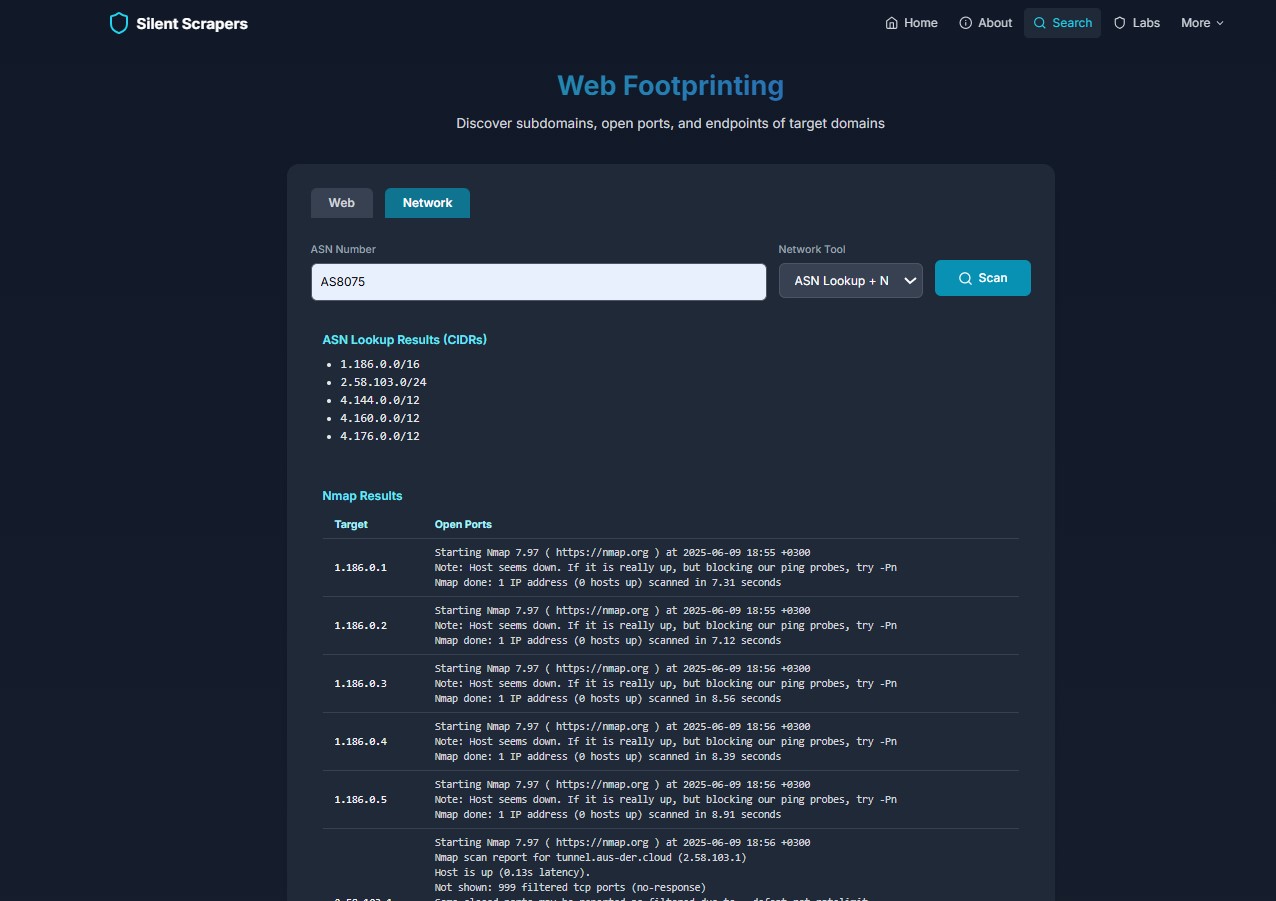 Silent Scrapers
Home
About
Search
Labs
More
Web Footprinting
Discover subdomains, open ports, and endpoints of target domains
Web
Network
ASN Number
Network Tool
AS8075
ASN Lookup + N
Scan
ASN Lookup Results (CIDRs)
• 1.186.0.0/16
• 2.58.103.0/24
• 4.144.0.0/12
• 4.160.0.0/12
• 4.176.0.0/12
Nmap Results
Target
Open Ports
1.186.0.1
Starting Nmap 7.97 ( https://nmap.org ) at 2025-06-09 18:55 +0300
Note: Host seems down. If it is really up, but blocking our ping probes, try -Pn
Nmap done: 1 IP address (0 hosts up) scanned in 7.31 seconds
1.186.0.2
Starting Nmap 7.97 ( https://nmap.org ) at 2025-06-09 18:55 +0300
Note: Host seems down. If it is really up, but blocking our ping probes, try -Pn
Nmap done: 1 IP address (0 hosts up) scanned in 7.12 seconds
1.186.0.3
Starting Nmap 7.97 ( https://nmap.org ) at 2025-06-09 18:56 +0300
Note: Host seems down. If it is really up, but blocking our ping probes, try -Pn
Nmap done: 1 IP address (0 hosts up) scanned in 8.56 seconds
1.186.0.4
Starting Nmap 7.97 ( https://nmap.org ) at 2025-06-09 18:56 +0300
Note: Host seems down. If it is really up, but blocking our ping probes, try -Pn
Nmap done: 1 IP address (0 hosts up) scanned in 8.39 seconds
1.186.0.5
Starting Nmap 7.97 ( https://nmap.org ) at 2025-06-09 18:56 +0300
Note: Host seems down. If it is really up, but blocking our ping probes, try -Pn
Nmap done: 1 IP address (0 hosts up) scanned in 8.91 seconds
Starting Nmap 7.97 ( https://nmap.org ) at 2025-06-09 18:56 +0300
Nmap scan report for tunnel.aus-der.cloud (2.58.103.1)
Host is up (0.13s latency).
Not shown: 999 filtered tcp ports (no-response)